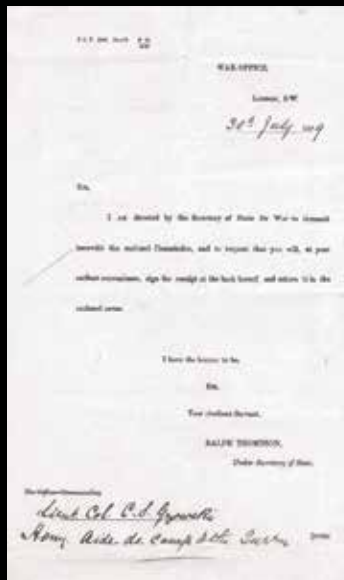 WAR OFFICE,
London, S.W.
30th July, 1879
Sir,
I am directed by the Secretary of State for War to transmit
herewith the enclosed Commission, and to request that you will, at your
earliest convenience, sign the receipt at the back hereof and return it in the
enclosed cover.
I have the honour to be,
Sir,
Your obedient Servant,
RALPH THOMPSON,
Under Secretary of State.
Lieut Col C. S. Gzowski
Hony Aide de Camp to the Queen